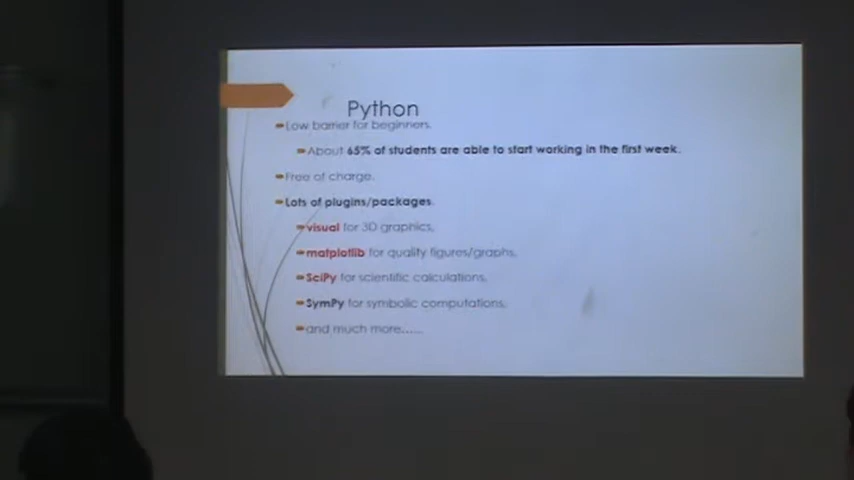 Python
Low barrier for beginners.
About 65% of students are able to start working in the first week.
Free of charge.
Lots of plugins/packages.
visual for 3D graphics.
matplotlib for quality figures/graphs.
SciPy for scientific calculations.
SymPy for symbolic computations.
and much more......